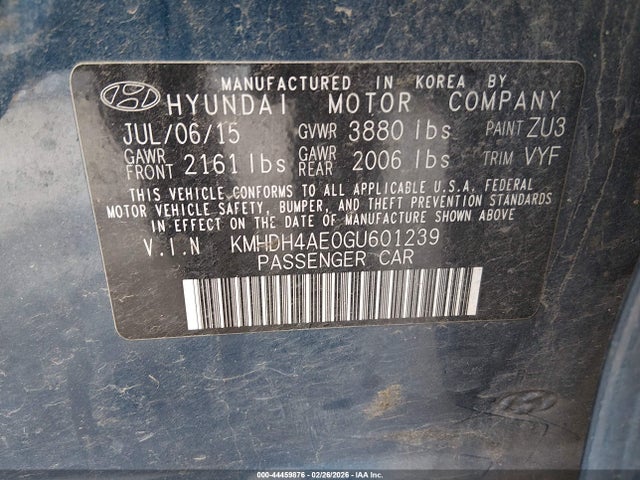 MANUFACTURED IN KOREA BY
HYUNDAI MOTOR COMPANY
JUL/06/15 GVWR 3880 lbs PAINT ZU3
GAWR FRONT 2161 lbs GAWR REAR 2006 lbs TRIM VYF
THIS VEHICLE CONFORMS TO ALL APPLICABLE U.S.A. FEDERAL
MOTOR VEHICLE SAFETY, BUMPER, AND THEFT PREVENTION STANDARDS
IN EFFECT ON THE DATE OF MANUFACTURE SHOWN ABOVE
V.I.N KMHDH4AE0GU601239
PASSENGER CAR
000-44459876 | 02/26/2026 - IAA Inc.